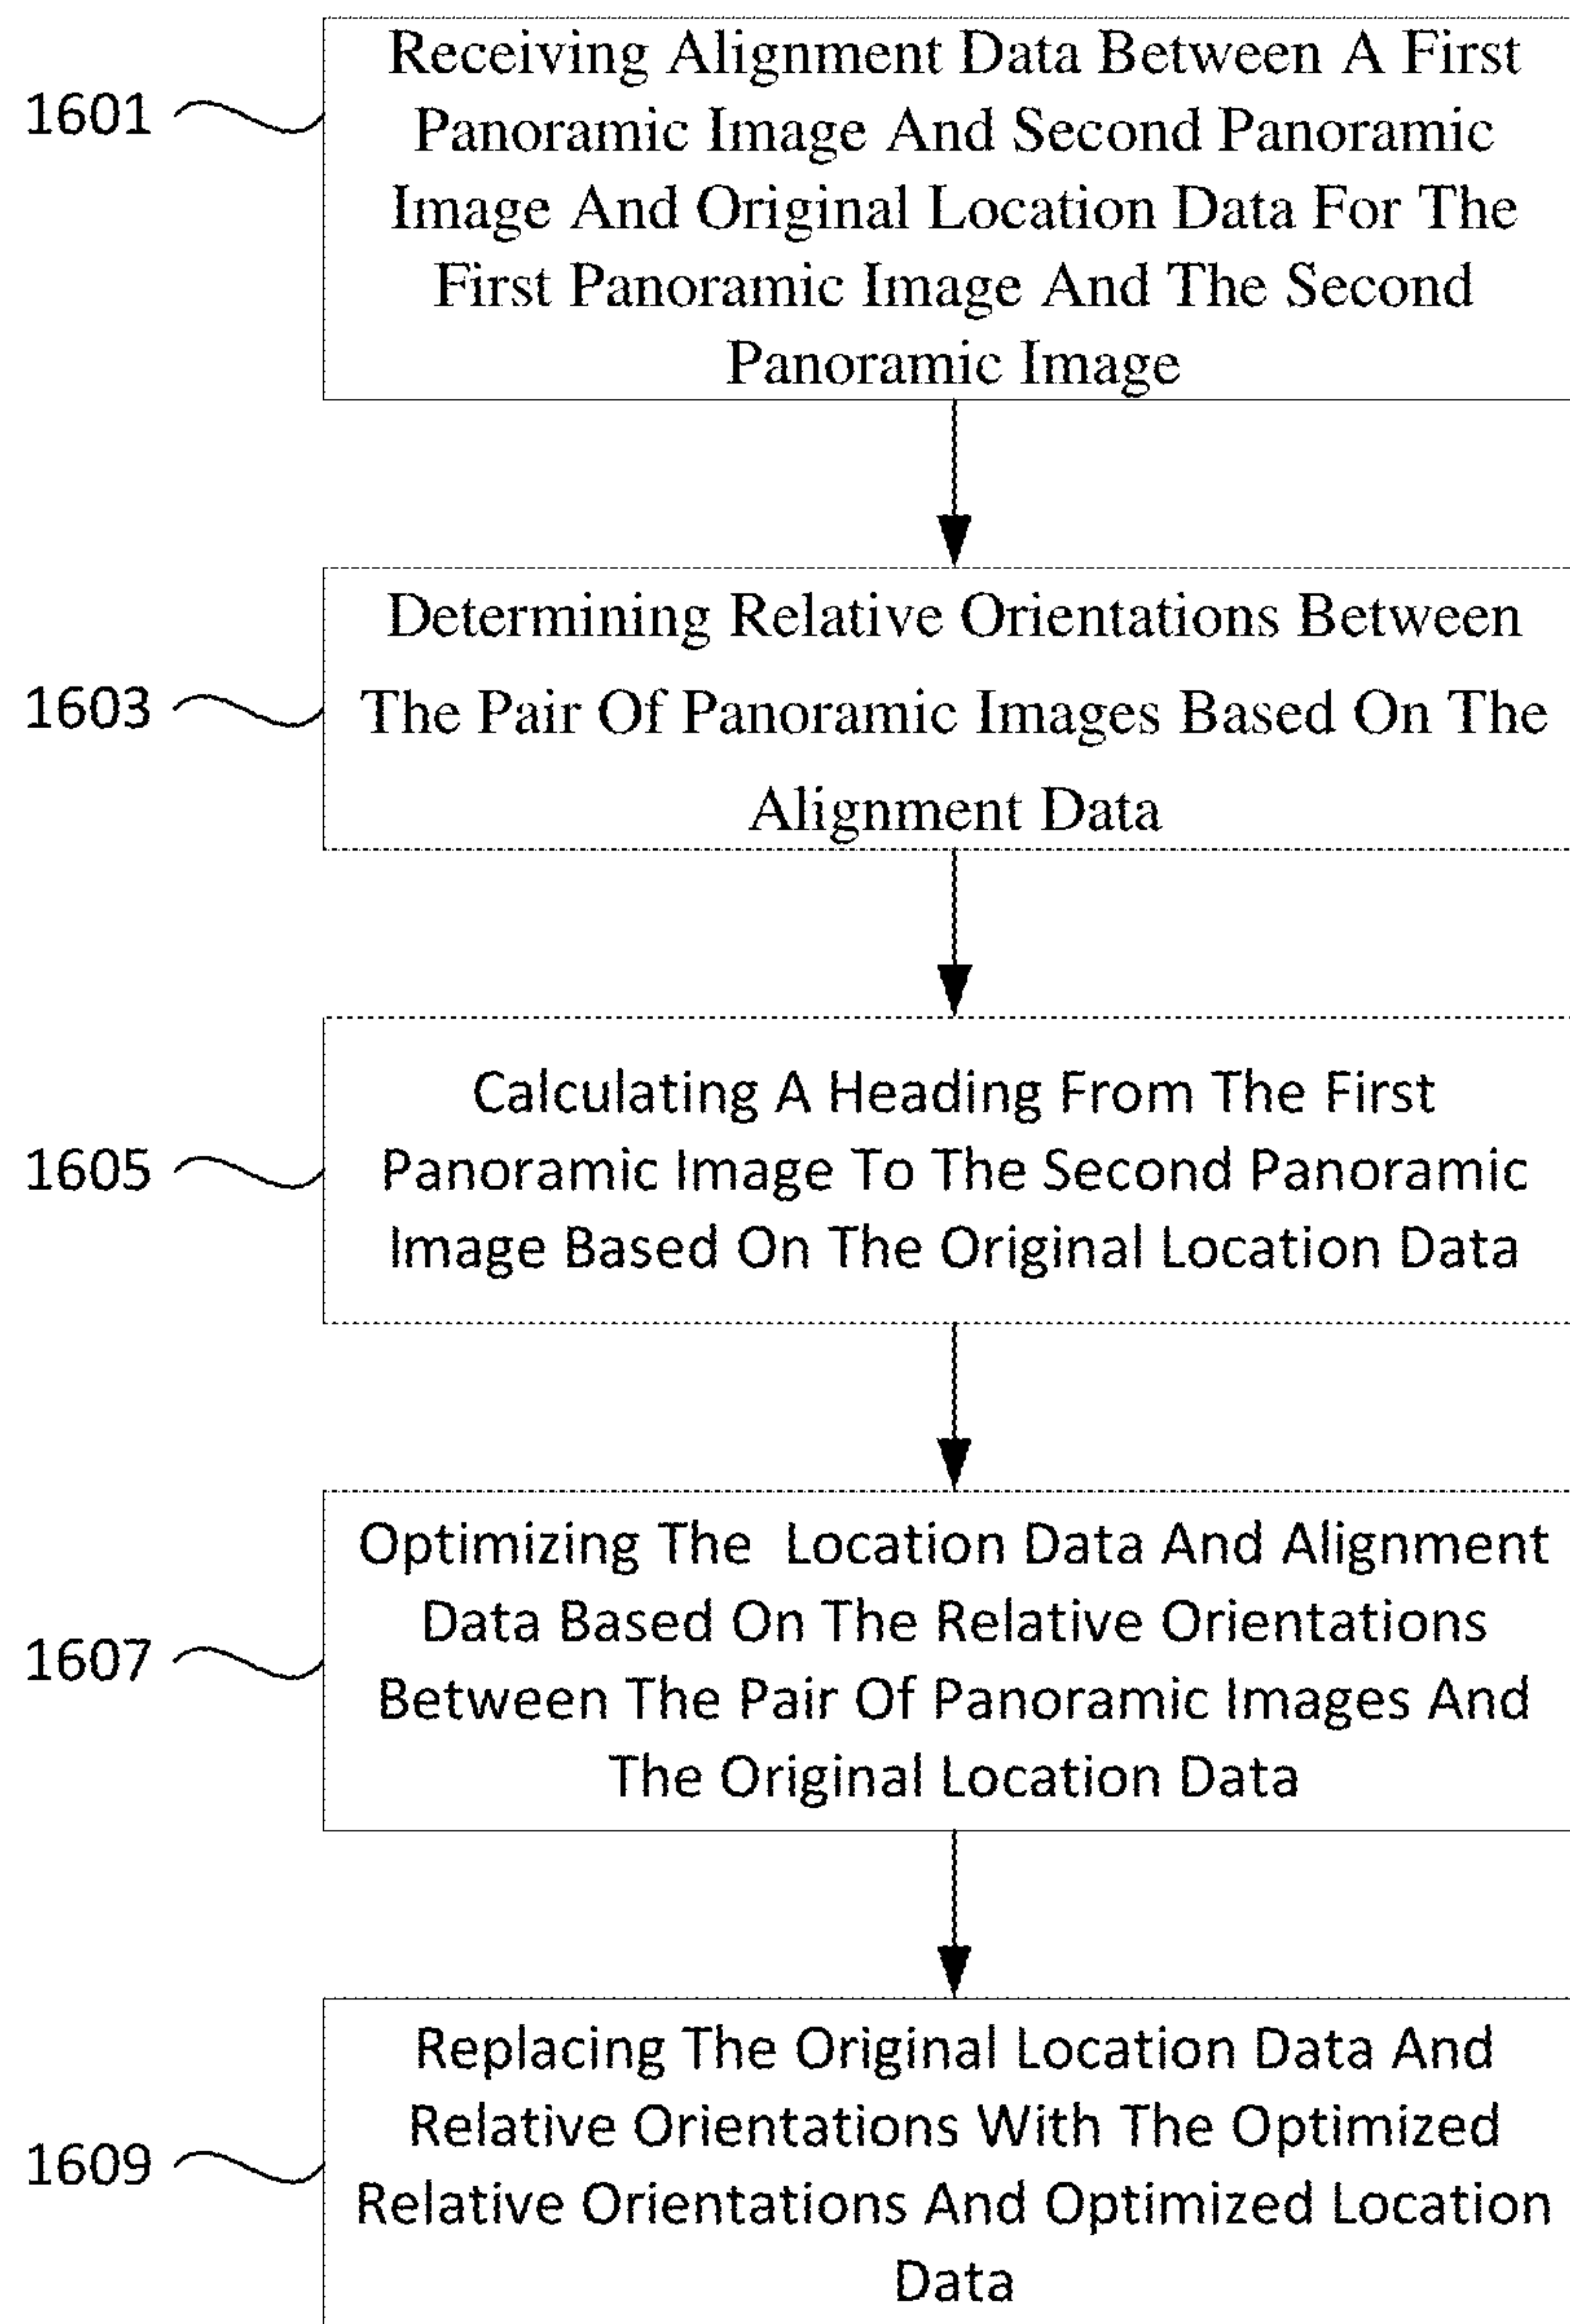 Receiving Alignment Data Between A First
1601
Panoramic Image And Second Panoramic
Image And Original Location Data For The
First Panoramic Image And The Second
Panoramic Image
Determining Relative Orientations Between
1603
The Pair Of Panoramic Images Based On The
Alignment Data
Calculating A Heading From The First
1605
Panoramic Image To The Second Panoramic
Image Based On The Original Location Data
Optimizing The Location Data And Alignment
Data Based On The Relative Orientations
1607
Between The Pair Of Panoramic Images And
The Original Location Data
Replacing The Original Location Data And
Relative Orientations With The Optimized
1609
Relative Orientations And Optimized Location
Data